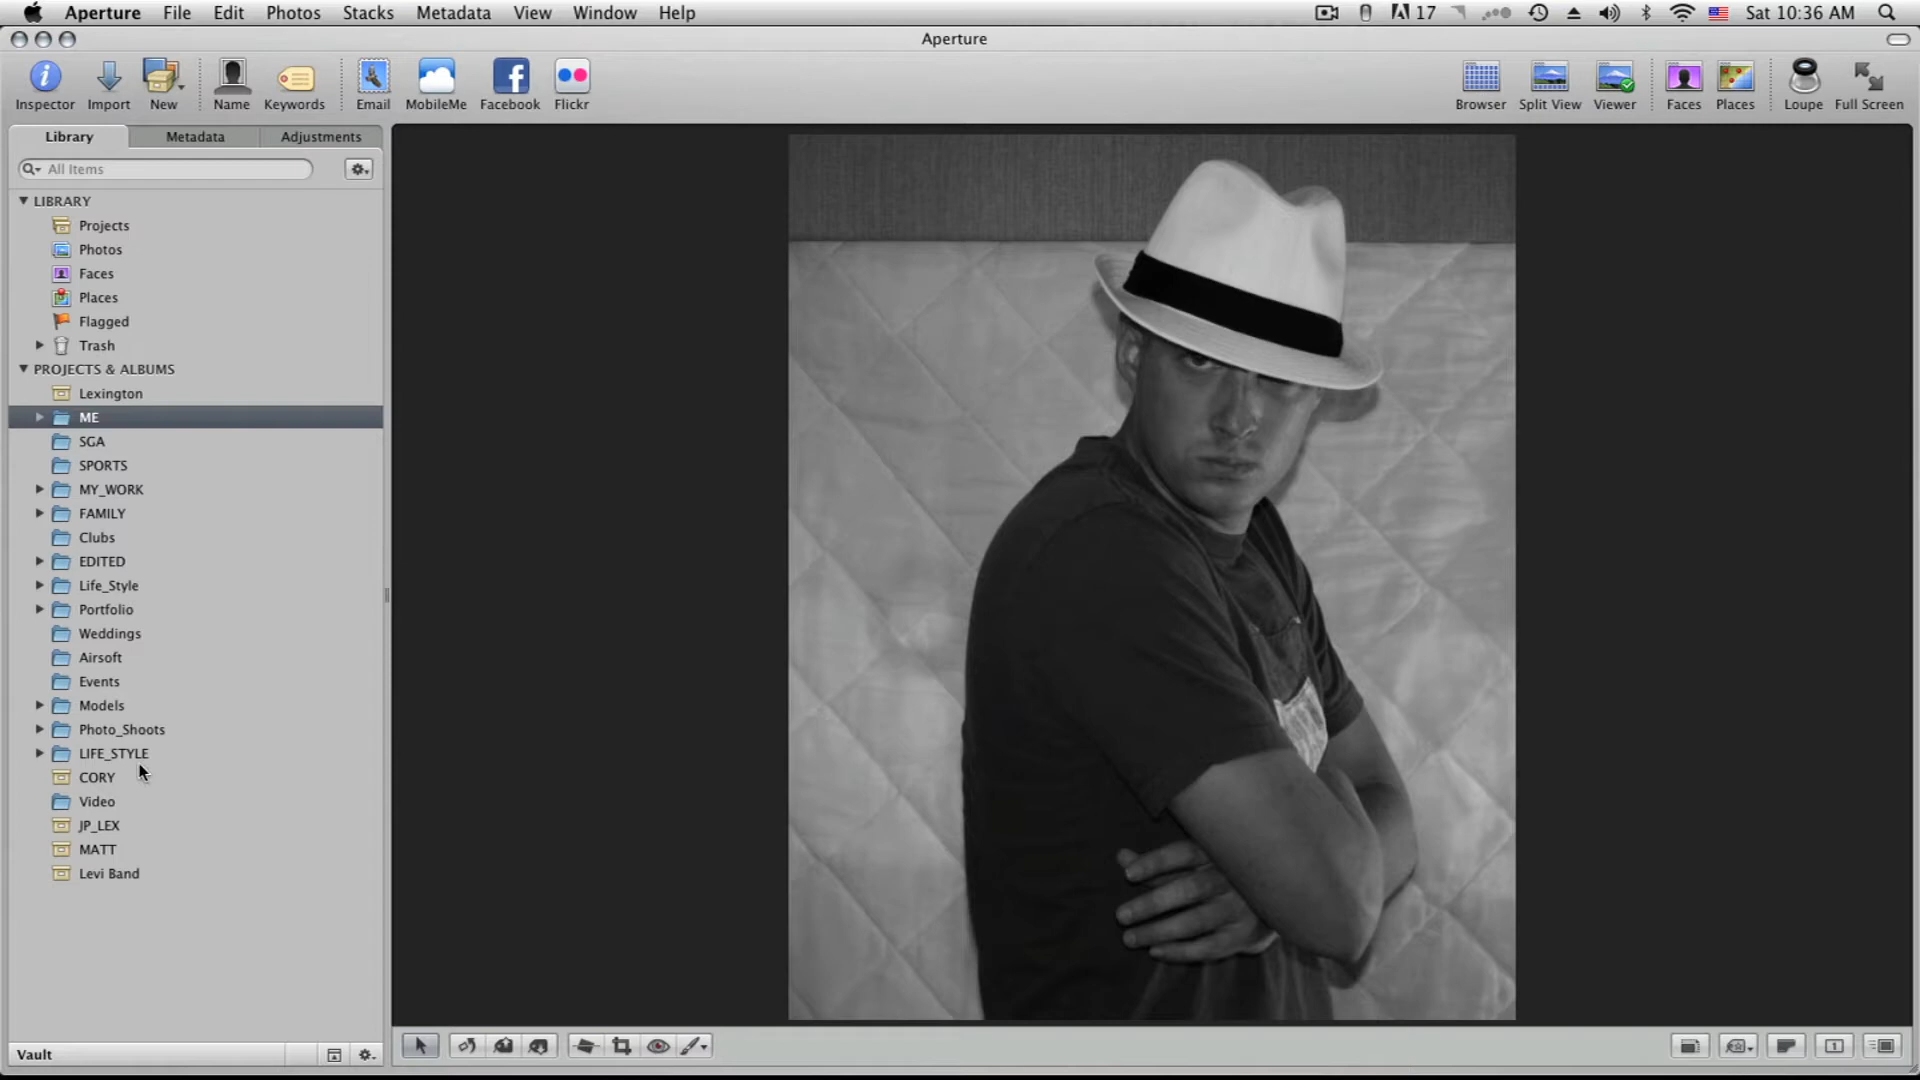 Aperture File Edit Photos Stacks Metadata View Window Help 17 Sat 10:36 AM
Aperture
Inspector Import New Name Keywords Email MobileMe Facebook Flickr Browser Split View Viewer Faces Places Loupe Full Screen
Library Metadata Adjustments
All Items
LIBRARY
Projects
Photos
Faces
Places
Flagged
Trash
PROJECTS & ALBUMS
Lexington
ME
SGA
SPORTS
MY_WORK
FAMILY
Clubs
EDITED
Life_Style
Portfolio
Weddings
Airsoft
Events
Models
Photo_Shoots
LIFE_STYLE
CORY
Video
JP_LEX
MATT
Levi Band
Vault 1